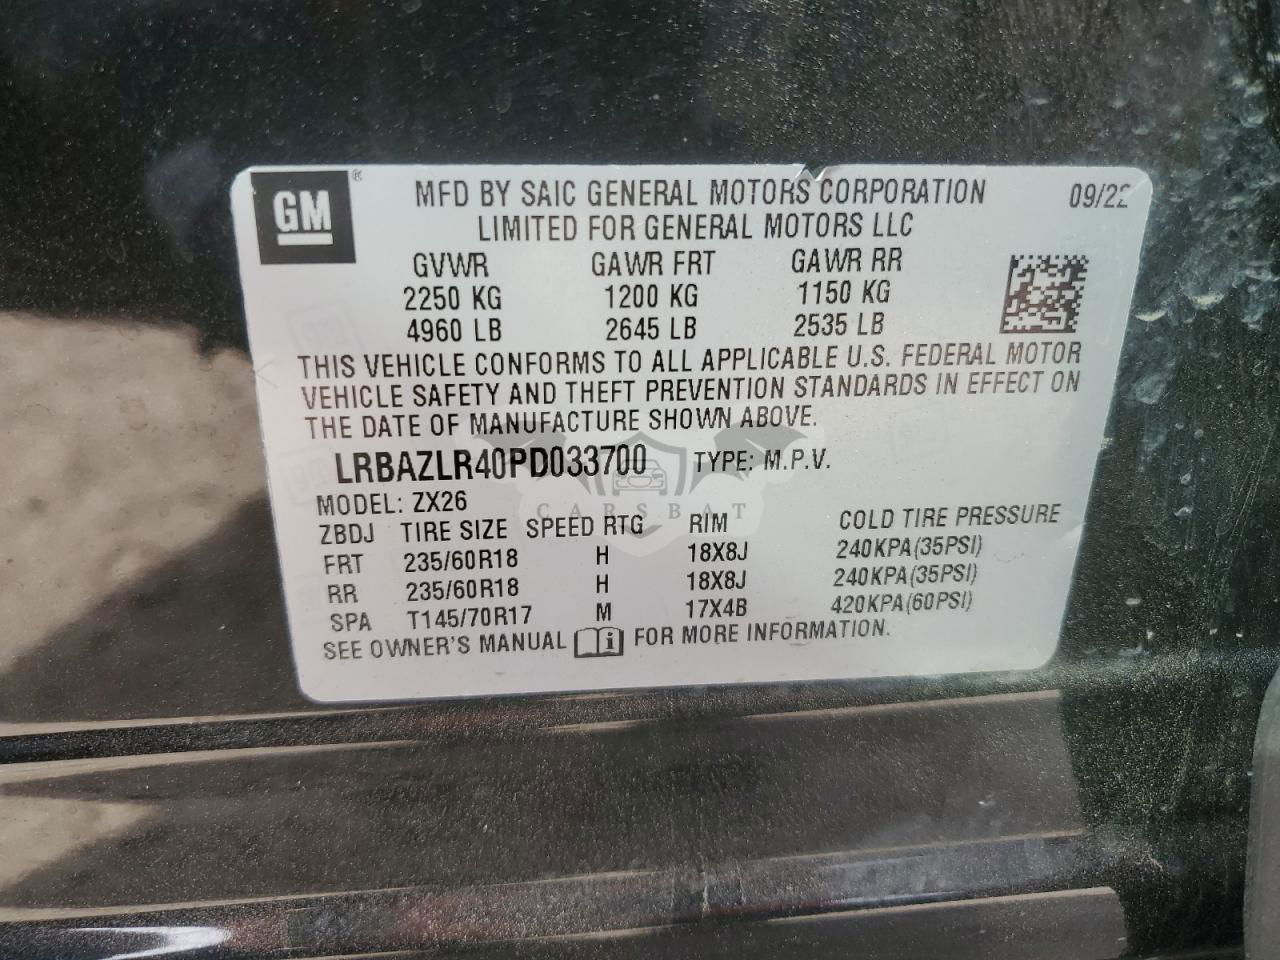 GM ®
MFD BY SAIC GENERAL MOTORS CORPORATION 09/22
LIMITED FOR GENERAL MOTORS LLC
GVWR GAWR FRT GAWR RR
2250 KG 1200 KG 1150 KG
4960 LB 2645 LB 2535 LB
THIS VEHICLE CONFORMS TO ALL APPLICABLE U.S. FEDERAL MOTOR
VEHICLE SAFETY AND THEFT PREVENTION STANDARDS IN EFFECT ON
THE DATE OF MANUFACTURE SHOWN ABOVE.
LRBAZLR40PD033700 TYPE: M.P.V.
MODEL: ZX26
CARSBAT
ZBDJ TIRE SIZE SPEED RTG RIM COLD TIRE PRESSURE
FRT 235/60R18 H 18X8J 240KPA(35PSI)
RR 235/60R18 H 18X8J 240KPA(35PSI)
SPA T145/70R17 M 17X4B 420KPA(60PSI)
SEE OWNER'S MANUAL i FOR MORE INFORMATION.